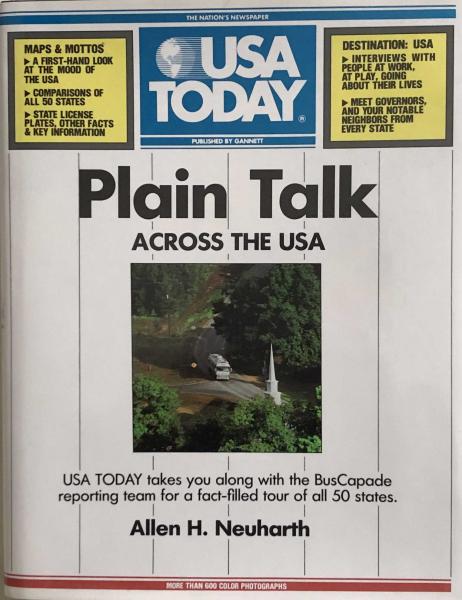 THE NATION'S NEWSPAPER
MAPS & MOTTOS
▶ A FIRST-HAND LOOK
AT THE MOOD OF
THE USA
▶ COMPARISONS OF
ALL 50 STATES
▶ STATE LICENSE
PLATES, OTHER FACTS
& KEY INFORMATION
USA
TODAY®
PUBLISHED BY GANNETT
DESTINATION: USA
▶ INTERVIEWS WITH
PEOPLE AT WORK,
AT PLAY, GOING
ABOUT THEIR LIVES
▶ MEET GOVERNORS,
AND YOUR NOTABLE
NEIGHBORS FROM
EVERY STATE
Plain Talk
ACROSS THE USA
USA TODAY takes you along with the BusCapade
reporting team for a fact-filled tour of all 50 states.
Allen H. Neuharth
MORE THAN 600 COLOR PHOTOGRAPHS